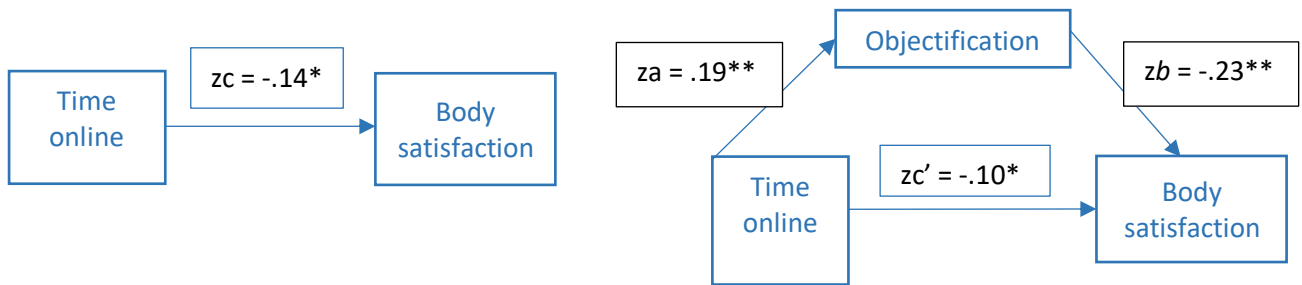 zc = -.14*
Time
online
Body
satisfaction
Objectification
za = .19**
zb = -.23**
zc’ = -.10*
Time
online
Body
satisfaction